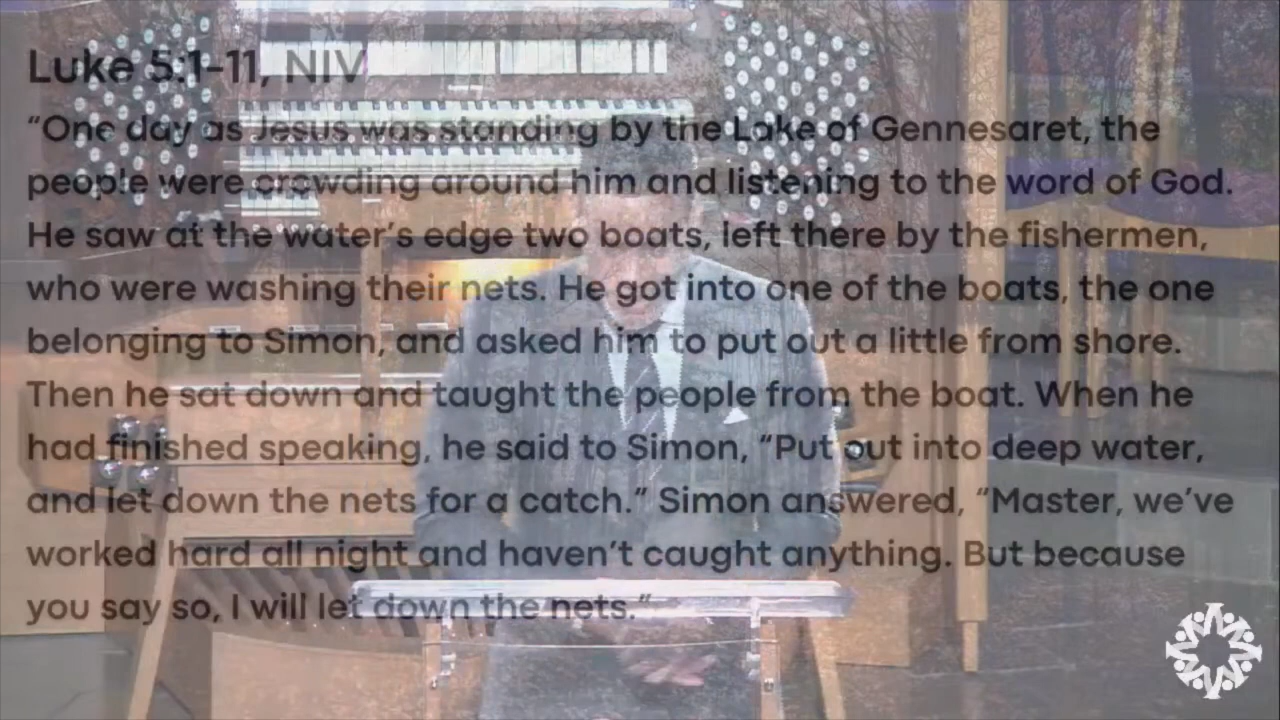 Luke 5:1-11, NIV
“One day as Jesus was standing by the Lake of Gennesaret, the
people were crowding around him and listening to the word of God.
He saw at the water’s edge two boats, left there by the fishermen,
who were washing their nets. He got into one of the boats, the one
belonging to Simon, and asked him to put out a little from shore.
Then he sat down and taught the people from the boat. When he
had finished speaking, he said to Simon, “Put out into deep water,
and let down the nets for a catch.” Simon answered, “Master, we’ve
worked hard all night and haven’t caught anything. But because
you say so, I will let down the nets.”